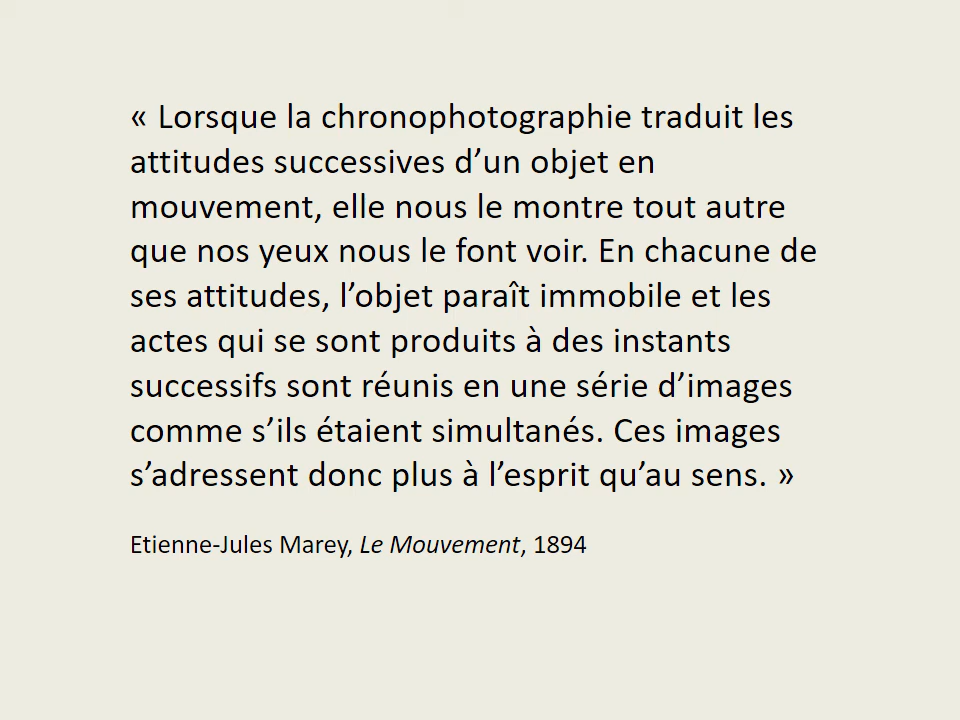 « Lorsque la chronophotographie traduit les
attitudes successives d’un objet en
mouvement, elle nous le montre tout autre
que nos yeux nous le font voir. En chacune de
ses attitudes, l’objet paraît immobile et les
actes qui se sont produits à des instants
successifs sont réunis en une série d’images
comme s’ils étaient simultanés. Ces images
s’adressent donc plus à l’esprit qu’au sens. »
Etienne-Jules Marey, Le Mouvement, 1894